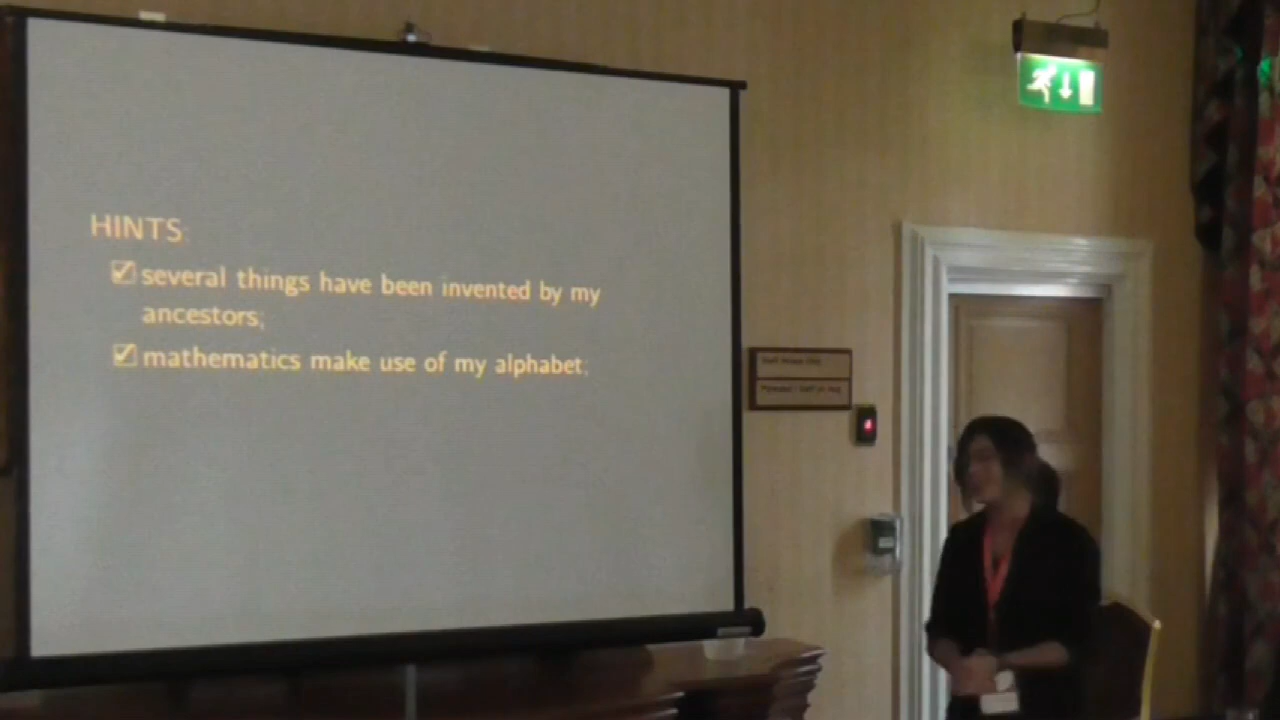 HINTS:
☑ several things have been invented by my
ancestors;
☑ mathematics make use of my alphabet;